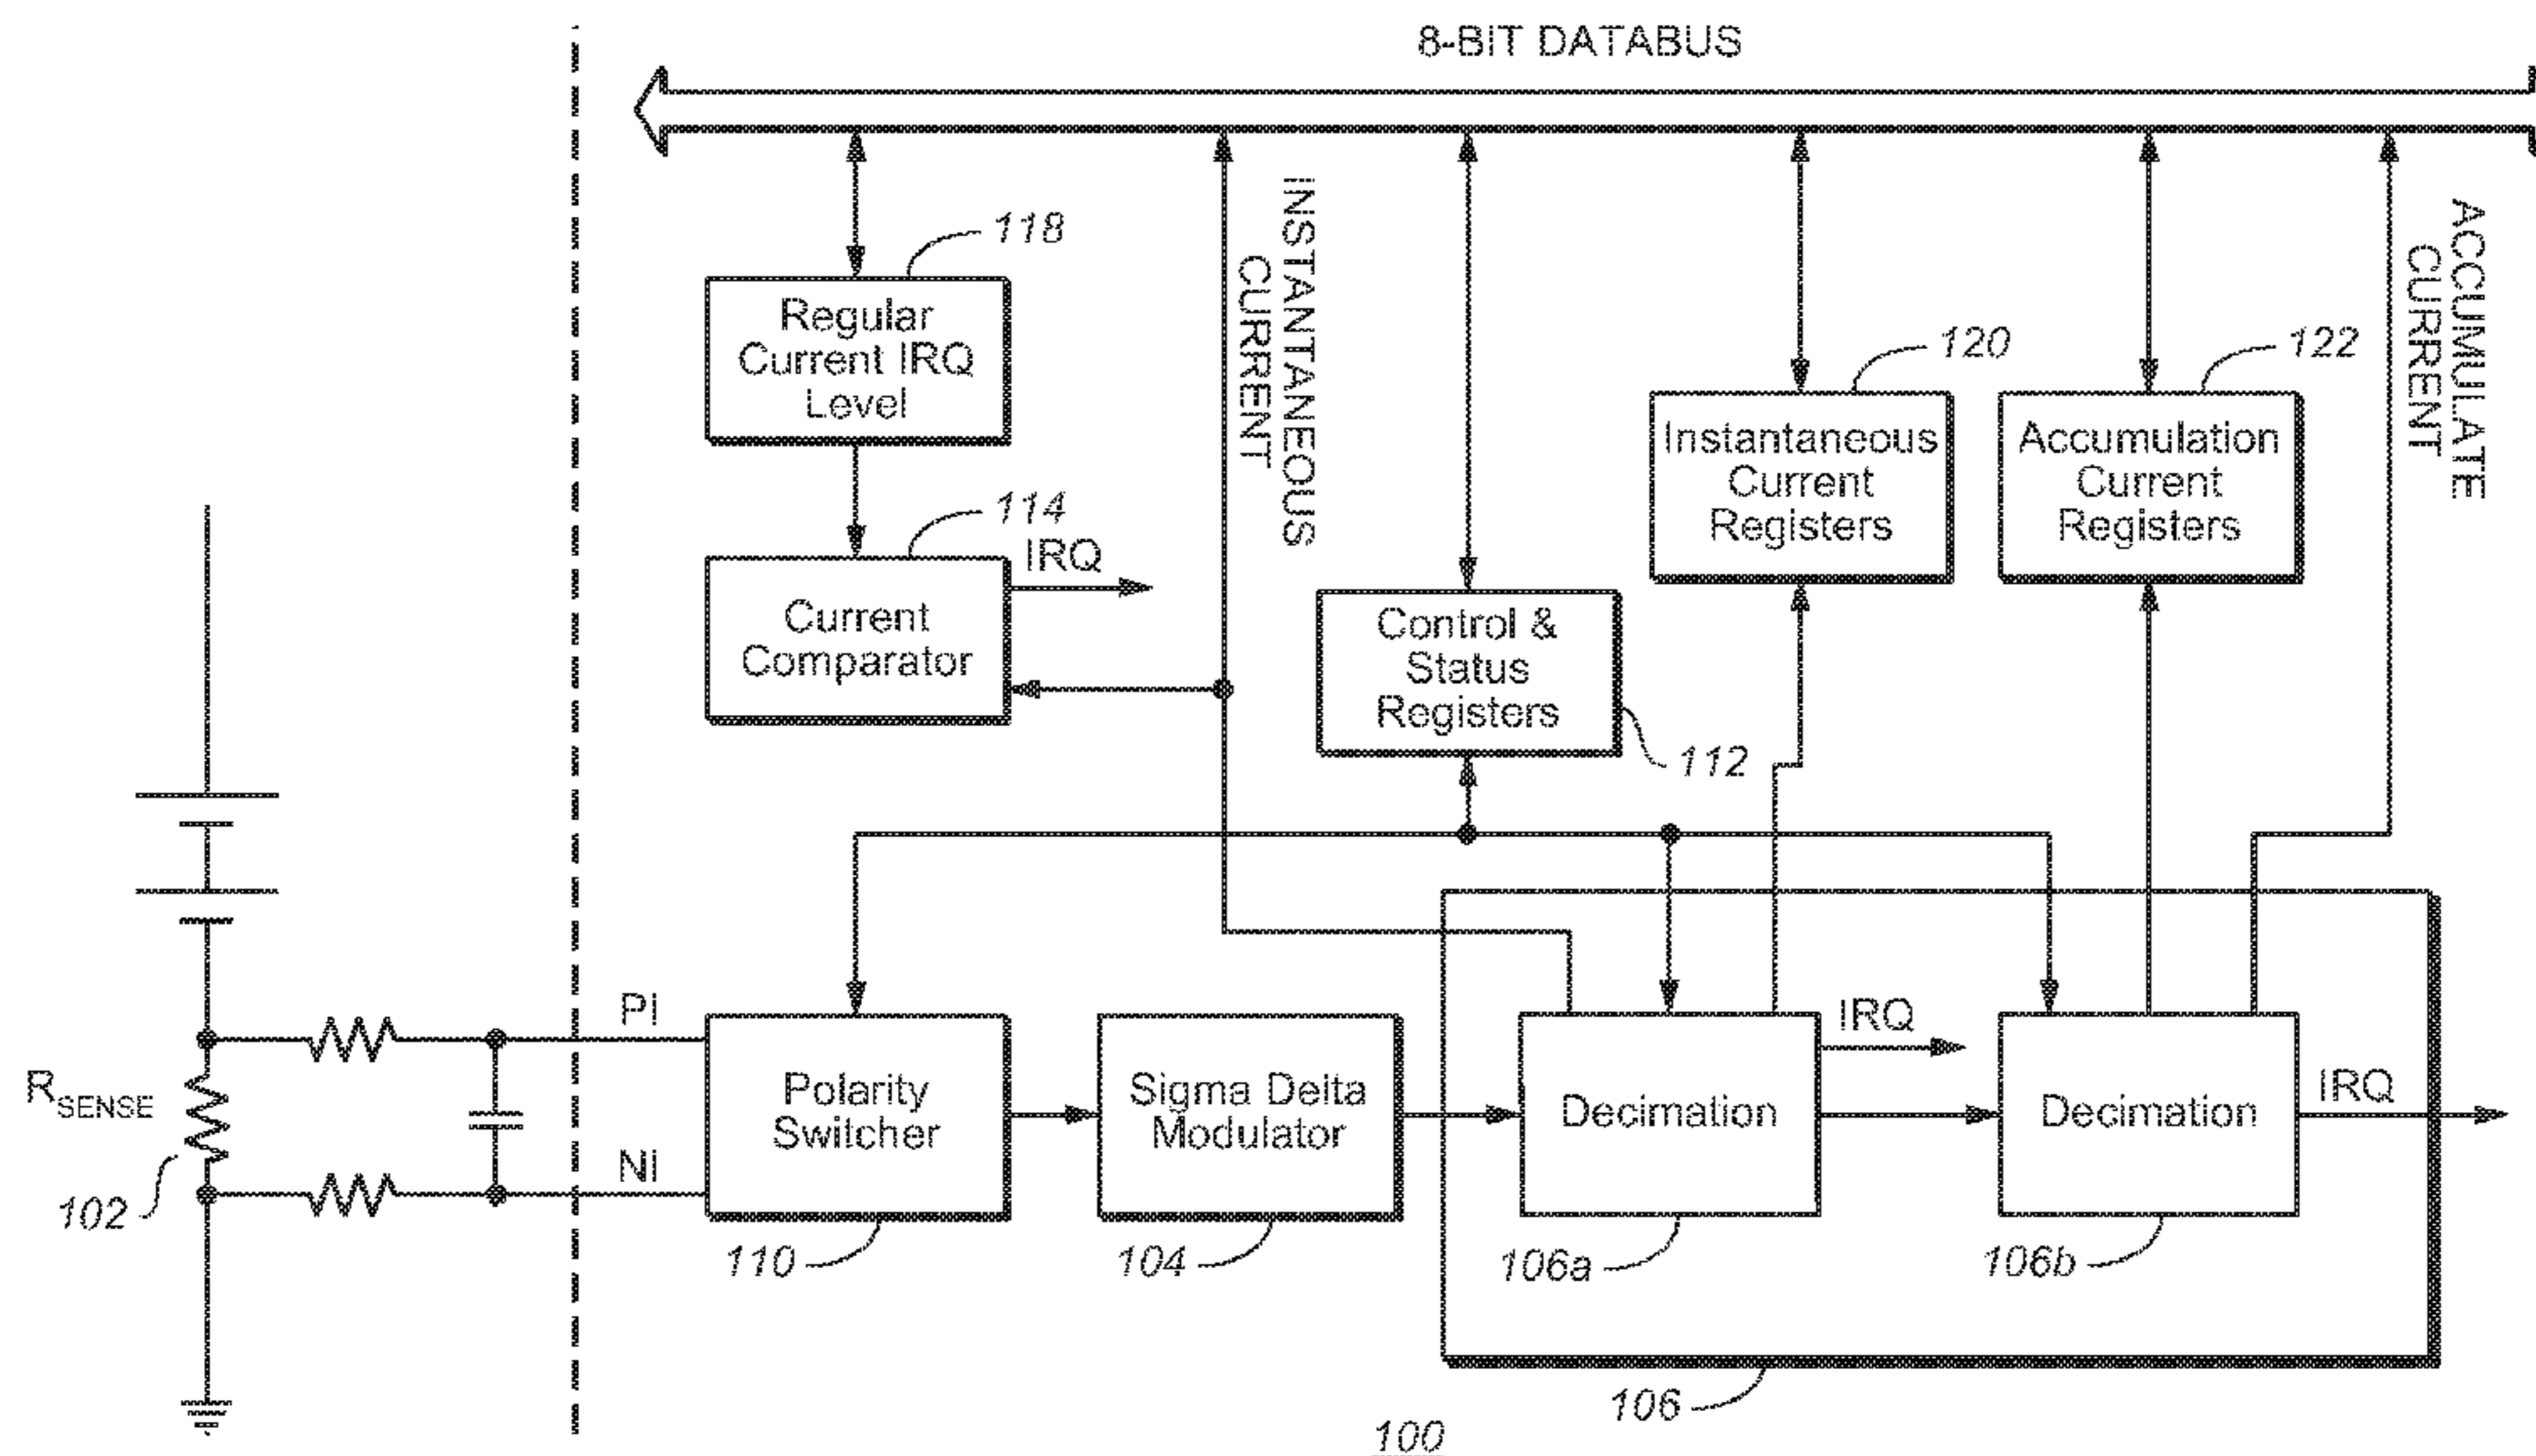 8-BIT DATABUS
118
Regular
Current IRQ
Level
INSTANTANEOUS
CURRENT
ACCUMULATE
CURRENT
120
Instantaneous
Current
Registers
122
Accumulation
Current
Registers
114
IRQ
Current
Comparator
Control &
Status
Registers
112
PI
NI
RSENSE
102
Polarity
Switcher
110
Sigma Delta
Modulator
104
Decimation
106a
IRQ
Decimation
106b
IRQ
106
100